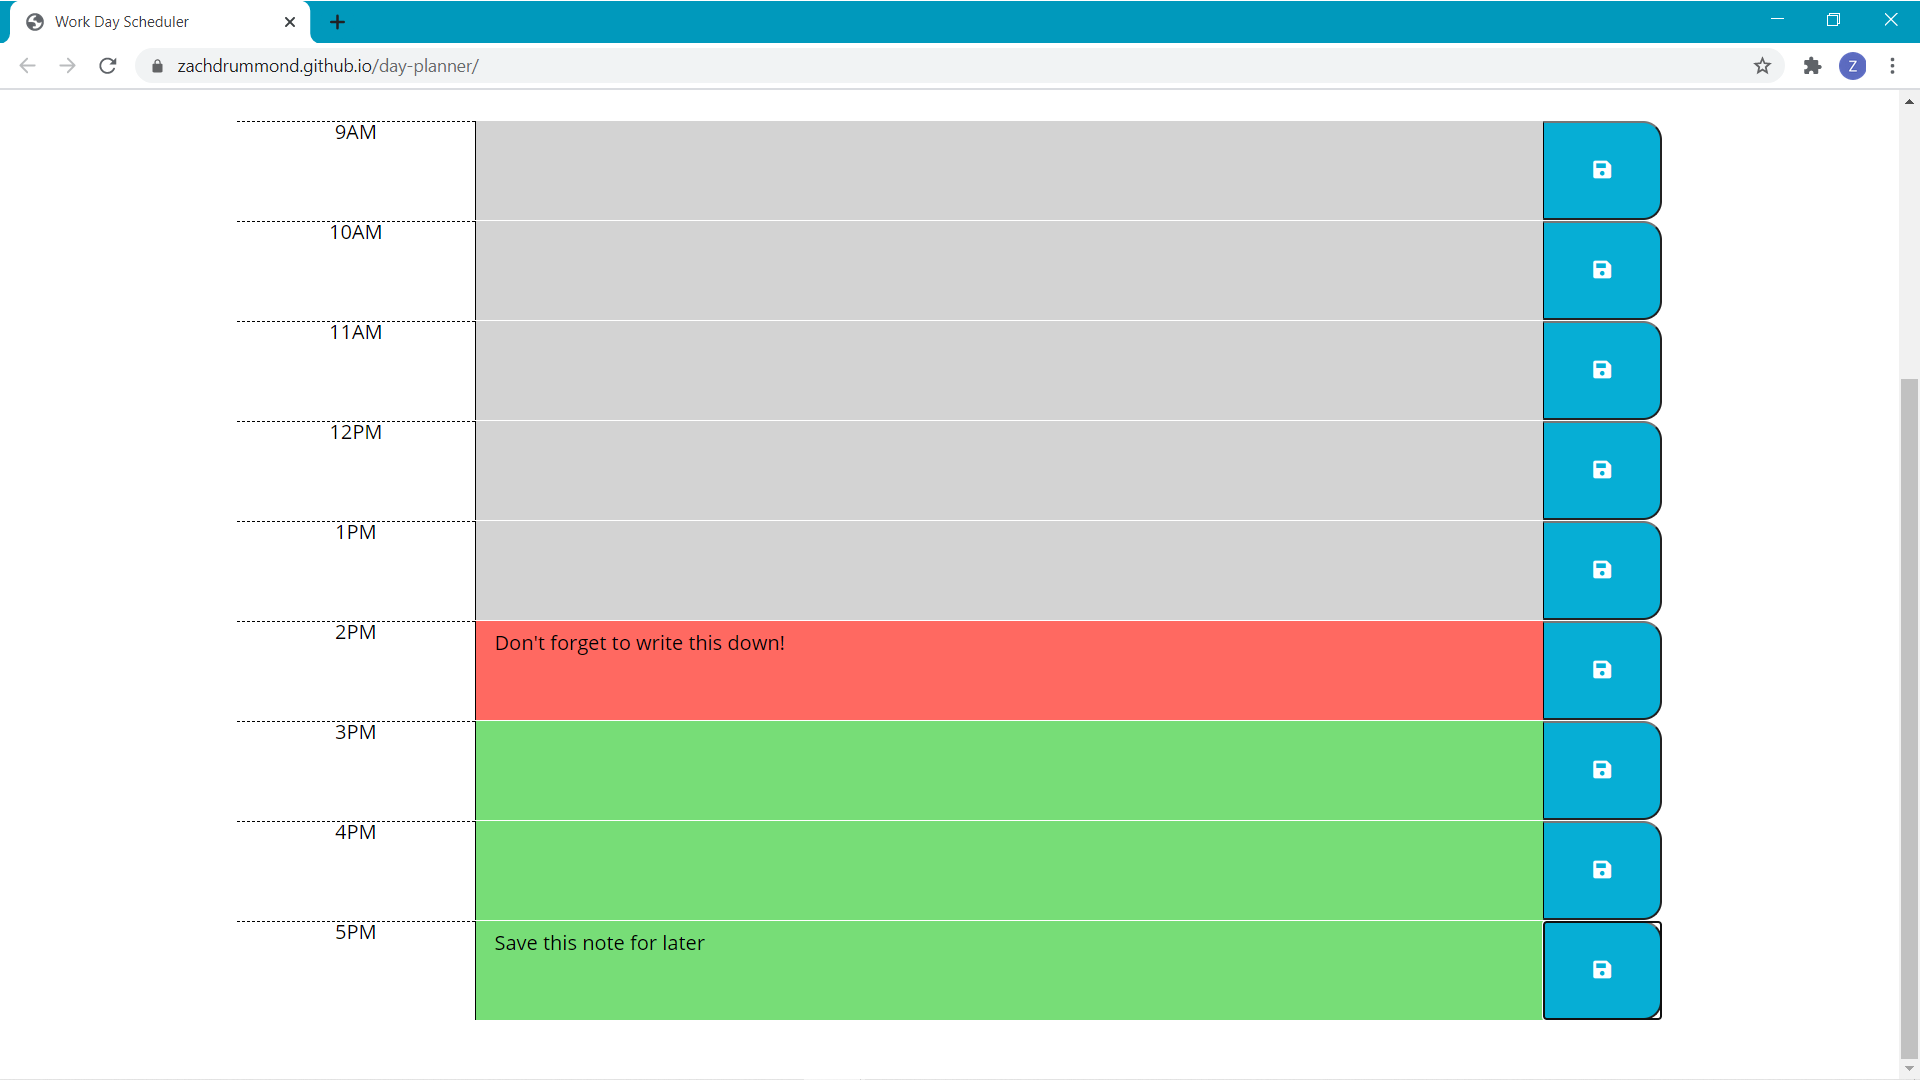 Work Day Scheduler
zachdrummond.github.io/day-planner/
Z
9AM
10AM
11AM
12PM
1PM
2PM
Don't forget to write this down!
3PM
4PM
5PM
Save this note for later